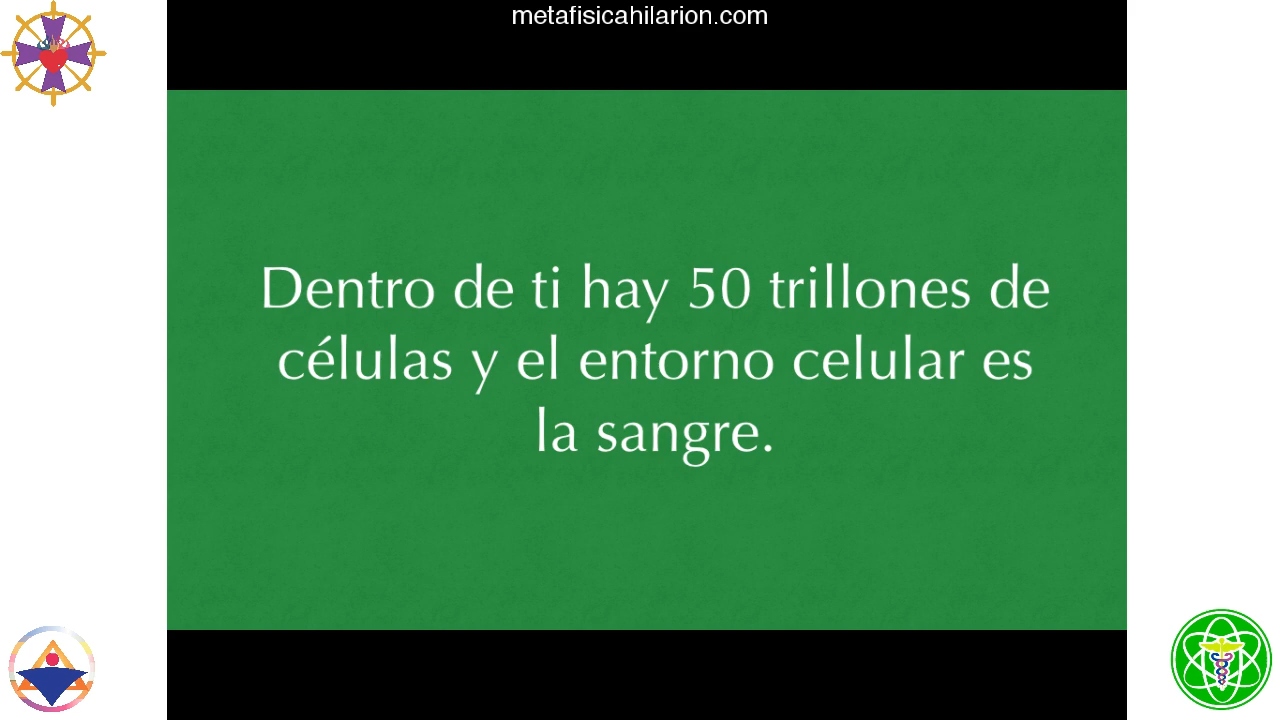 metafisicahilarion.com
Dentro de ti hay 50 trillones de
células y el entorno celular es
la sangre.